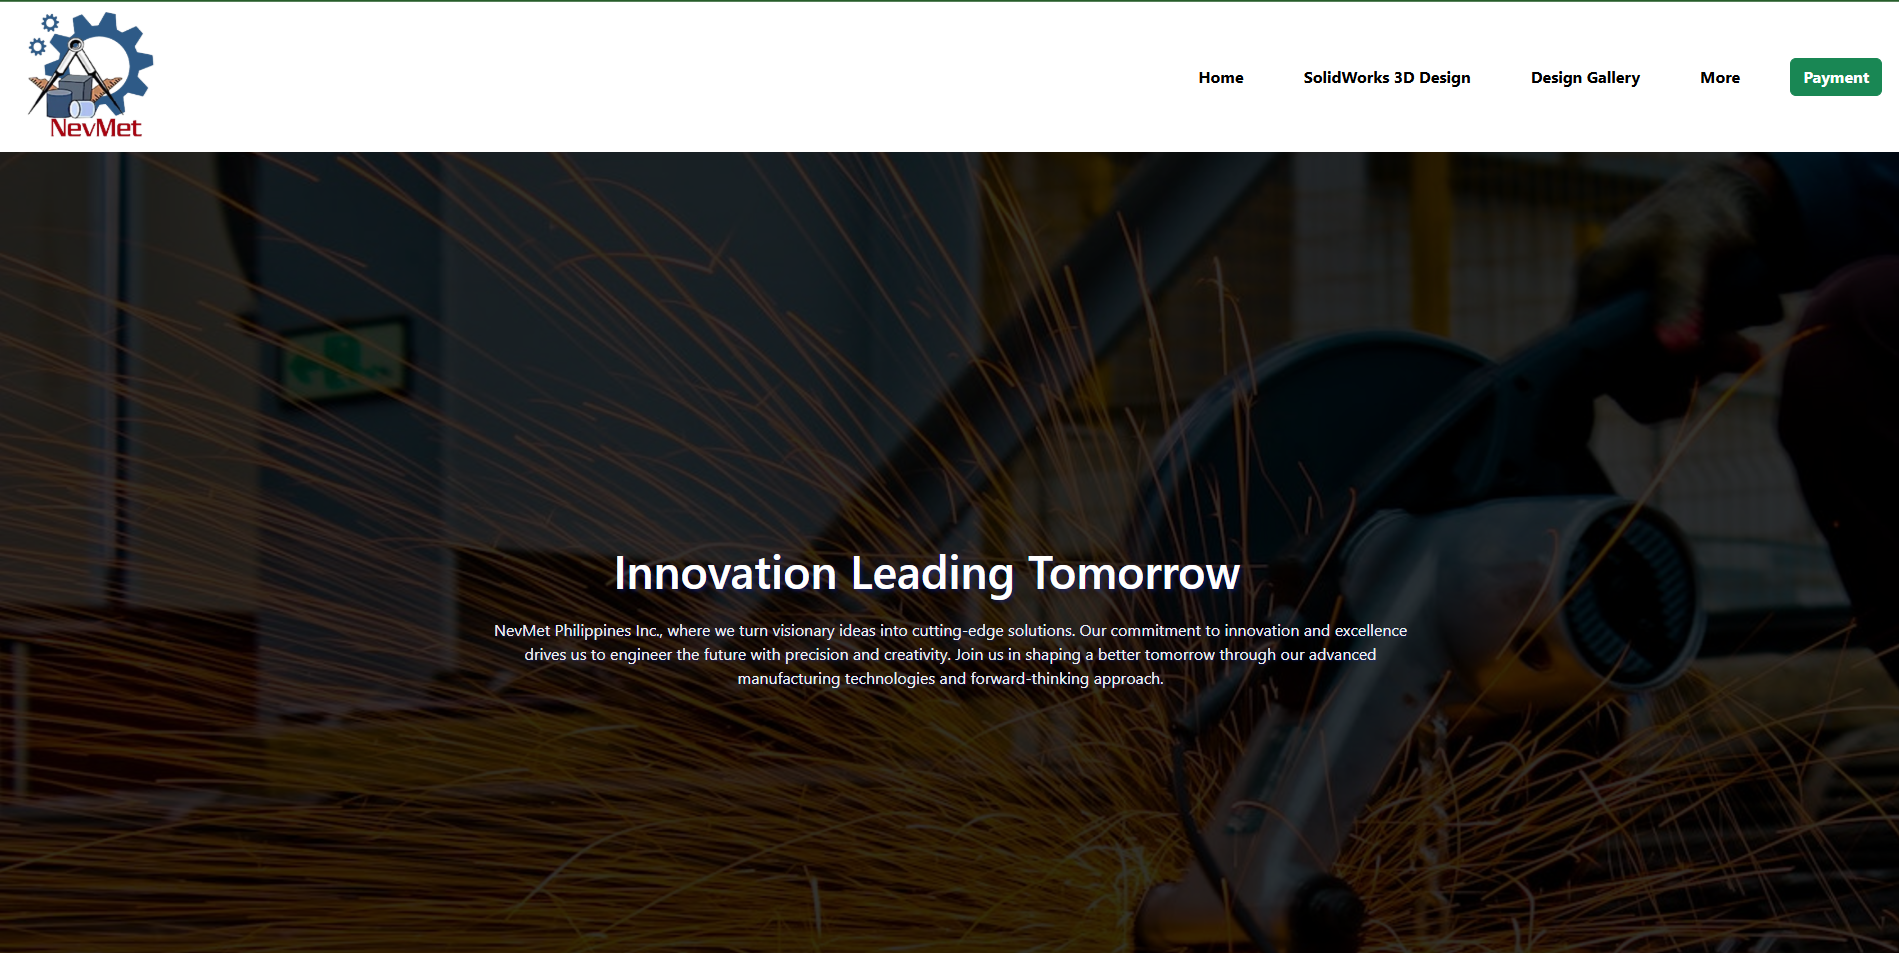 NevMet
Home
SolidWorks 3D Design
Design Gallery
More
Payment
Innovation Leading Tomorrow
NevMet Philippines Inc., where we turn visionary ideas into cutting-edge solutions. Our commitment to innovation and excellence
drives us to engineer the future with precision and creativity. Join us in shaping a better tomorrow through our advanced
manufacturing technologies and forward-thinking approach.